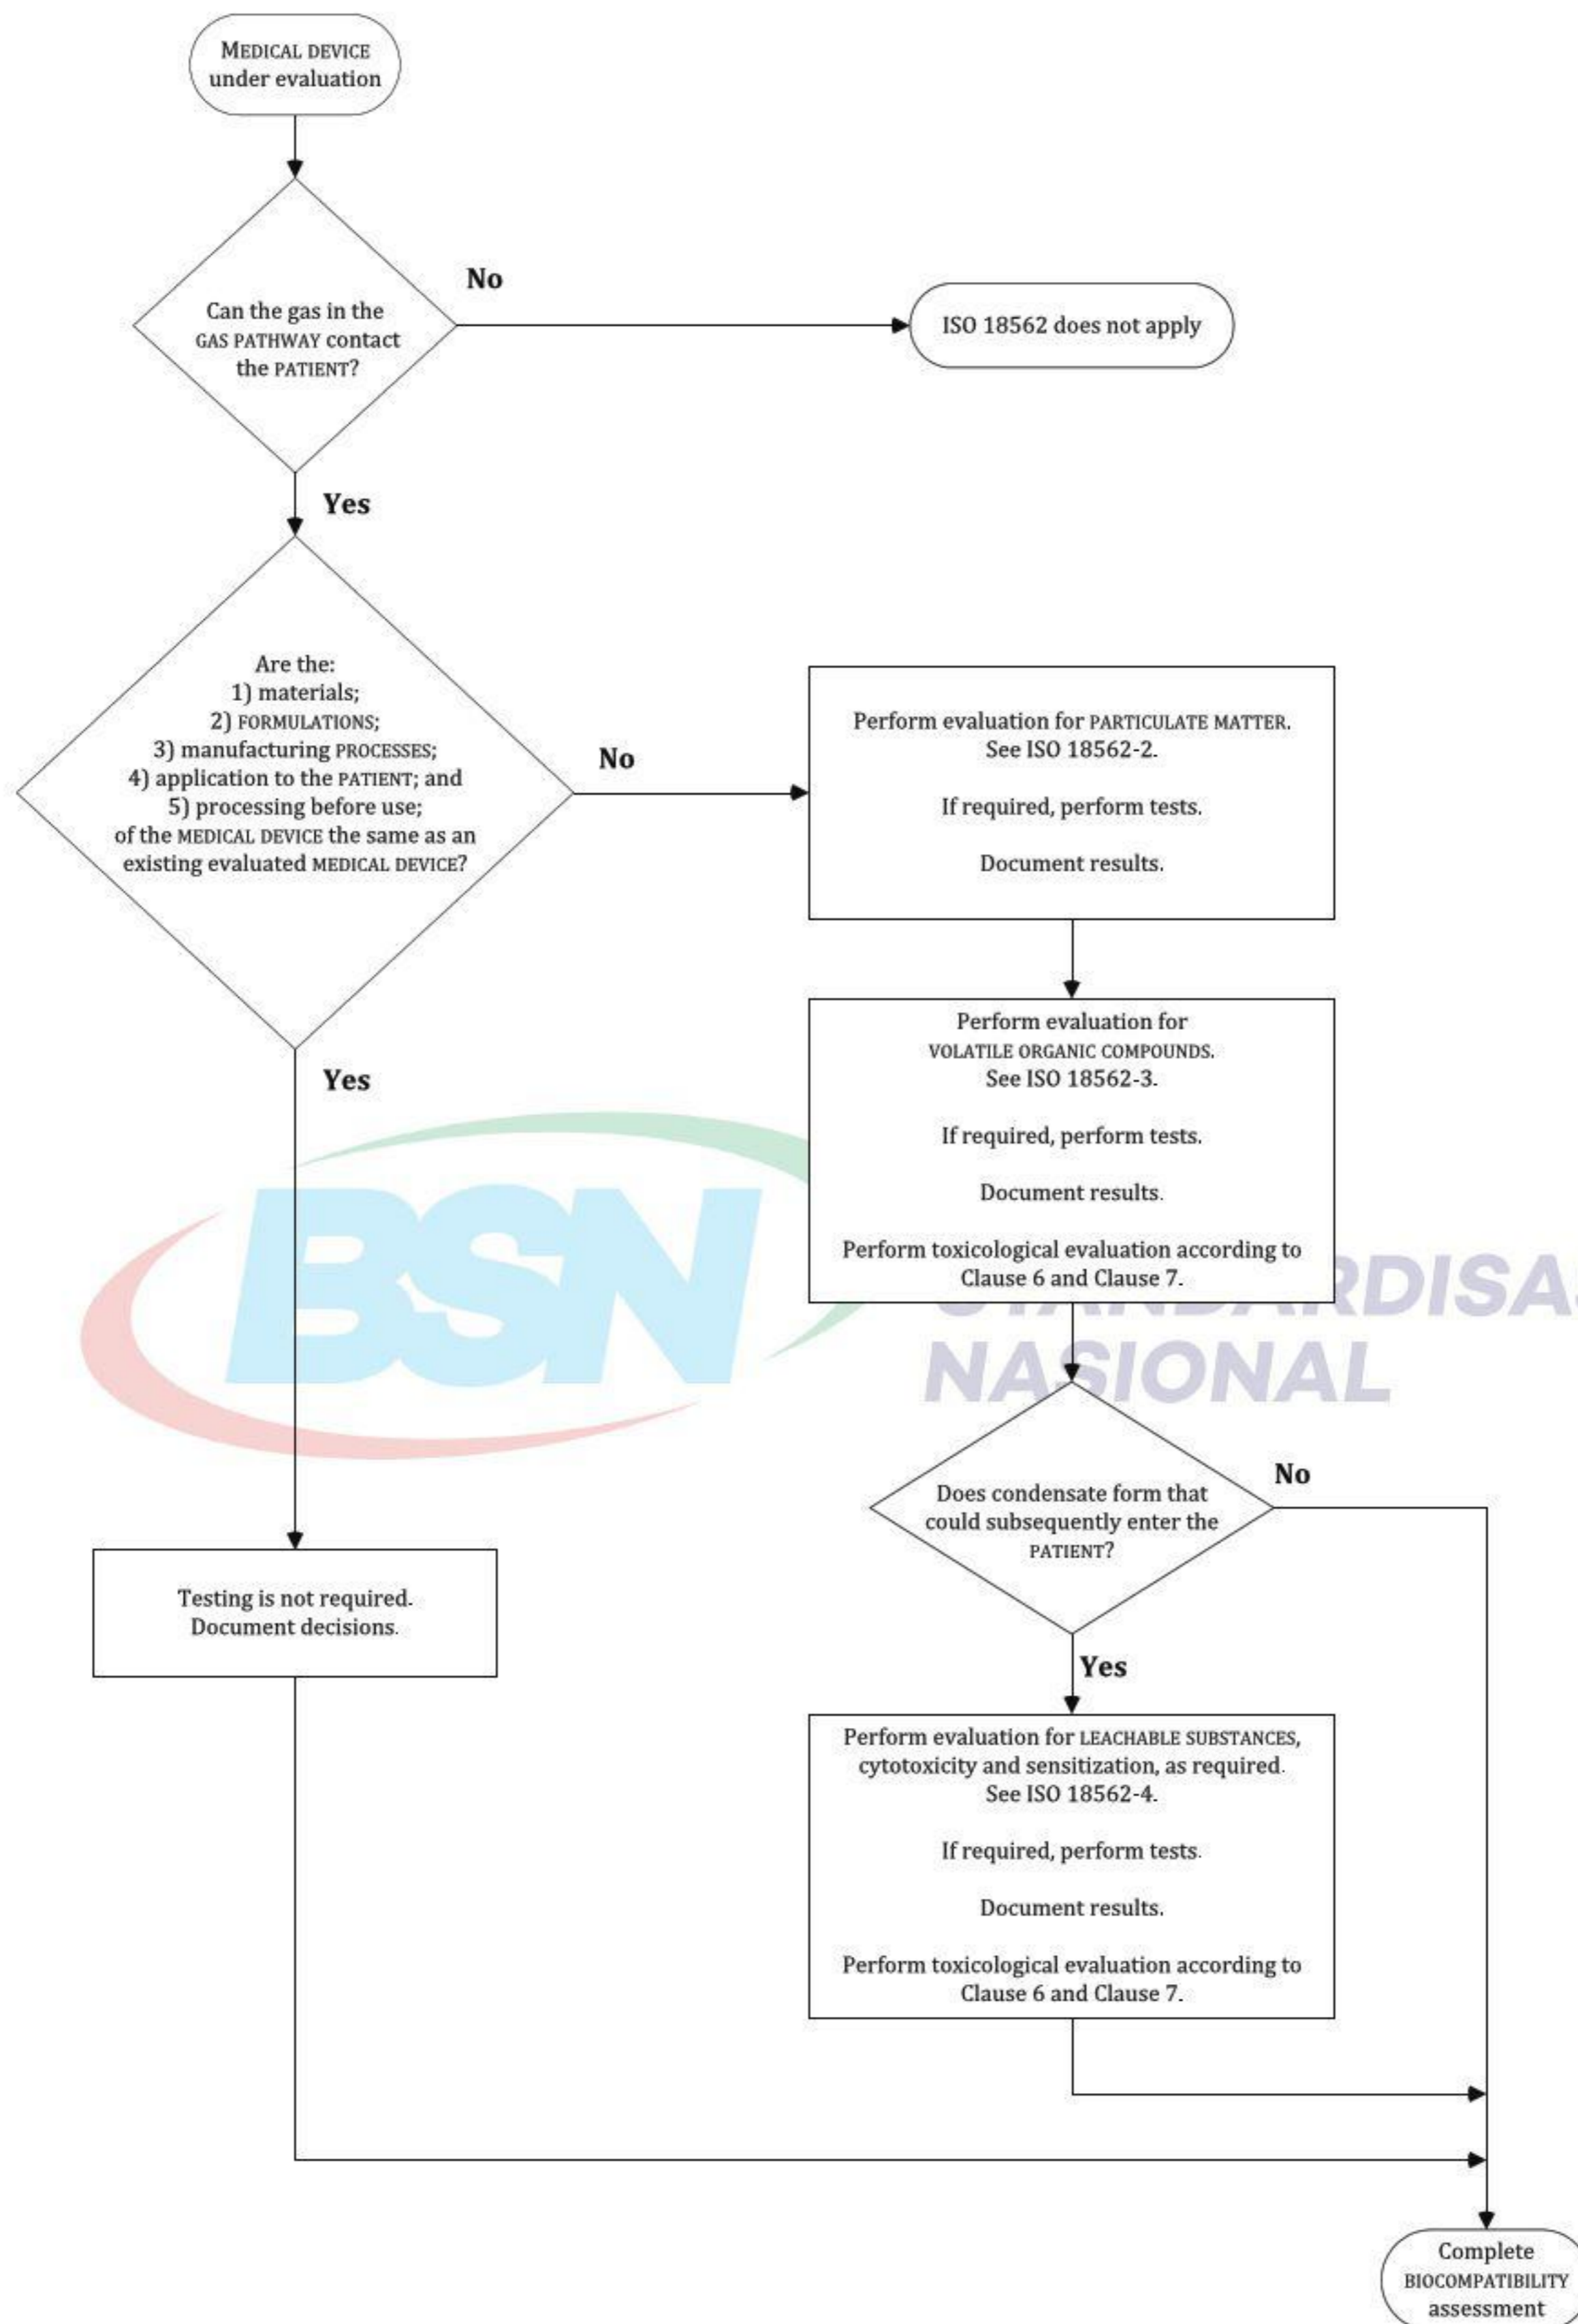 MEDICAL DEVICE
under evaluation
Can the gas in the
GAS PATHWAY contact
the PATIENT?
No
ISO 18562 does not apply
Yes
Are the:
1) materials;
2) FORMULATIONS;
3) manufacturing PROCESSES;
4) application to the PATIENT; and
5) processing before use;
of the MEDICAL DEVICE the same as an
existing evaluated MEDICAL DEVICE?
No
Perform evaluation for PARTICULATE MATTER.
See ISO 18562-2.
If required, perform tests.
Document results.
Yes
Perform evaluation for
VOLATILE ORGANIC COMPOUNDS.
See ISO 18562-3.
If required, perform tests.
Document results.
Perform toxicological evaluation according to
Clause 6 and Clause 7.
BSN
NASIONAL
Does condensate form that
could subsequently enter the
PATIENT?
No
Testing is not required.
Document decisions.
Yes
Perform evaluation for LEACHABLE SUBSTANCES,
cytotoxicity and sensitization, as required.
See ISO 18562-4.
If required, perform tests.
Document results.
Perform toxicological evaluation according to
Clause 6 and Clause 7.
Complete
BIOCOMPATIBILITY
assessment